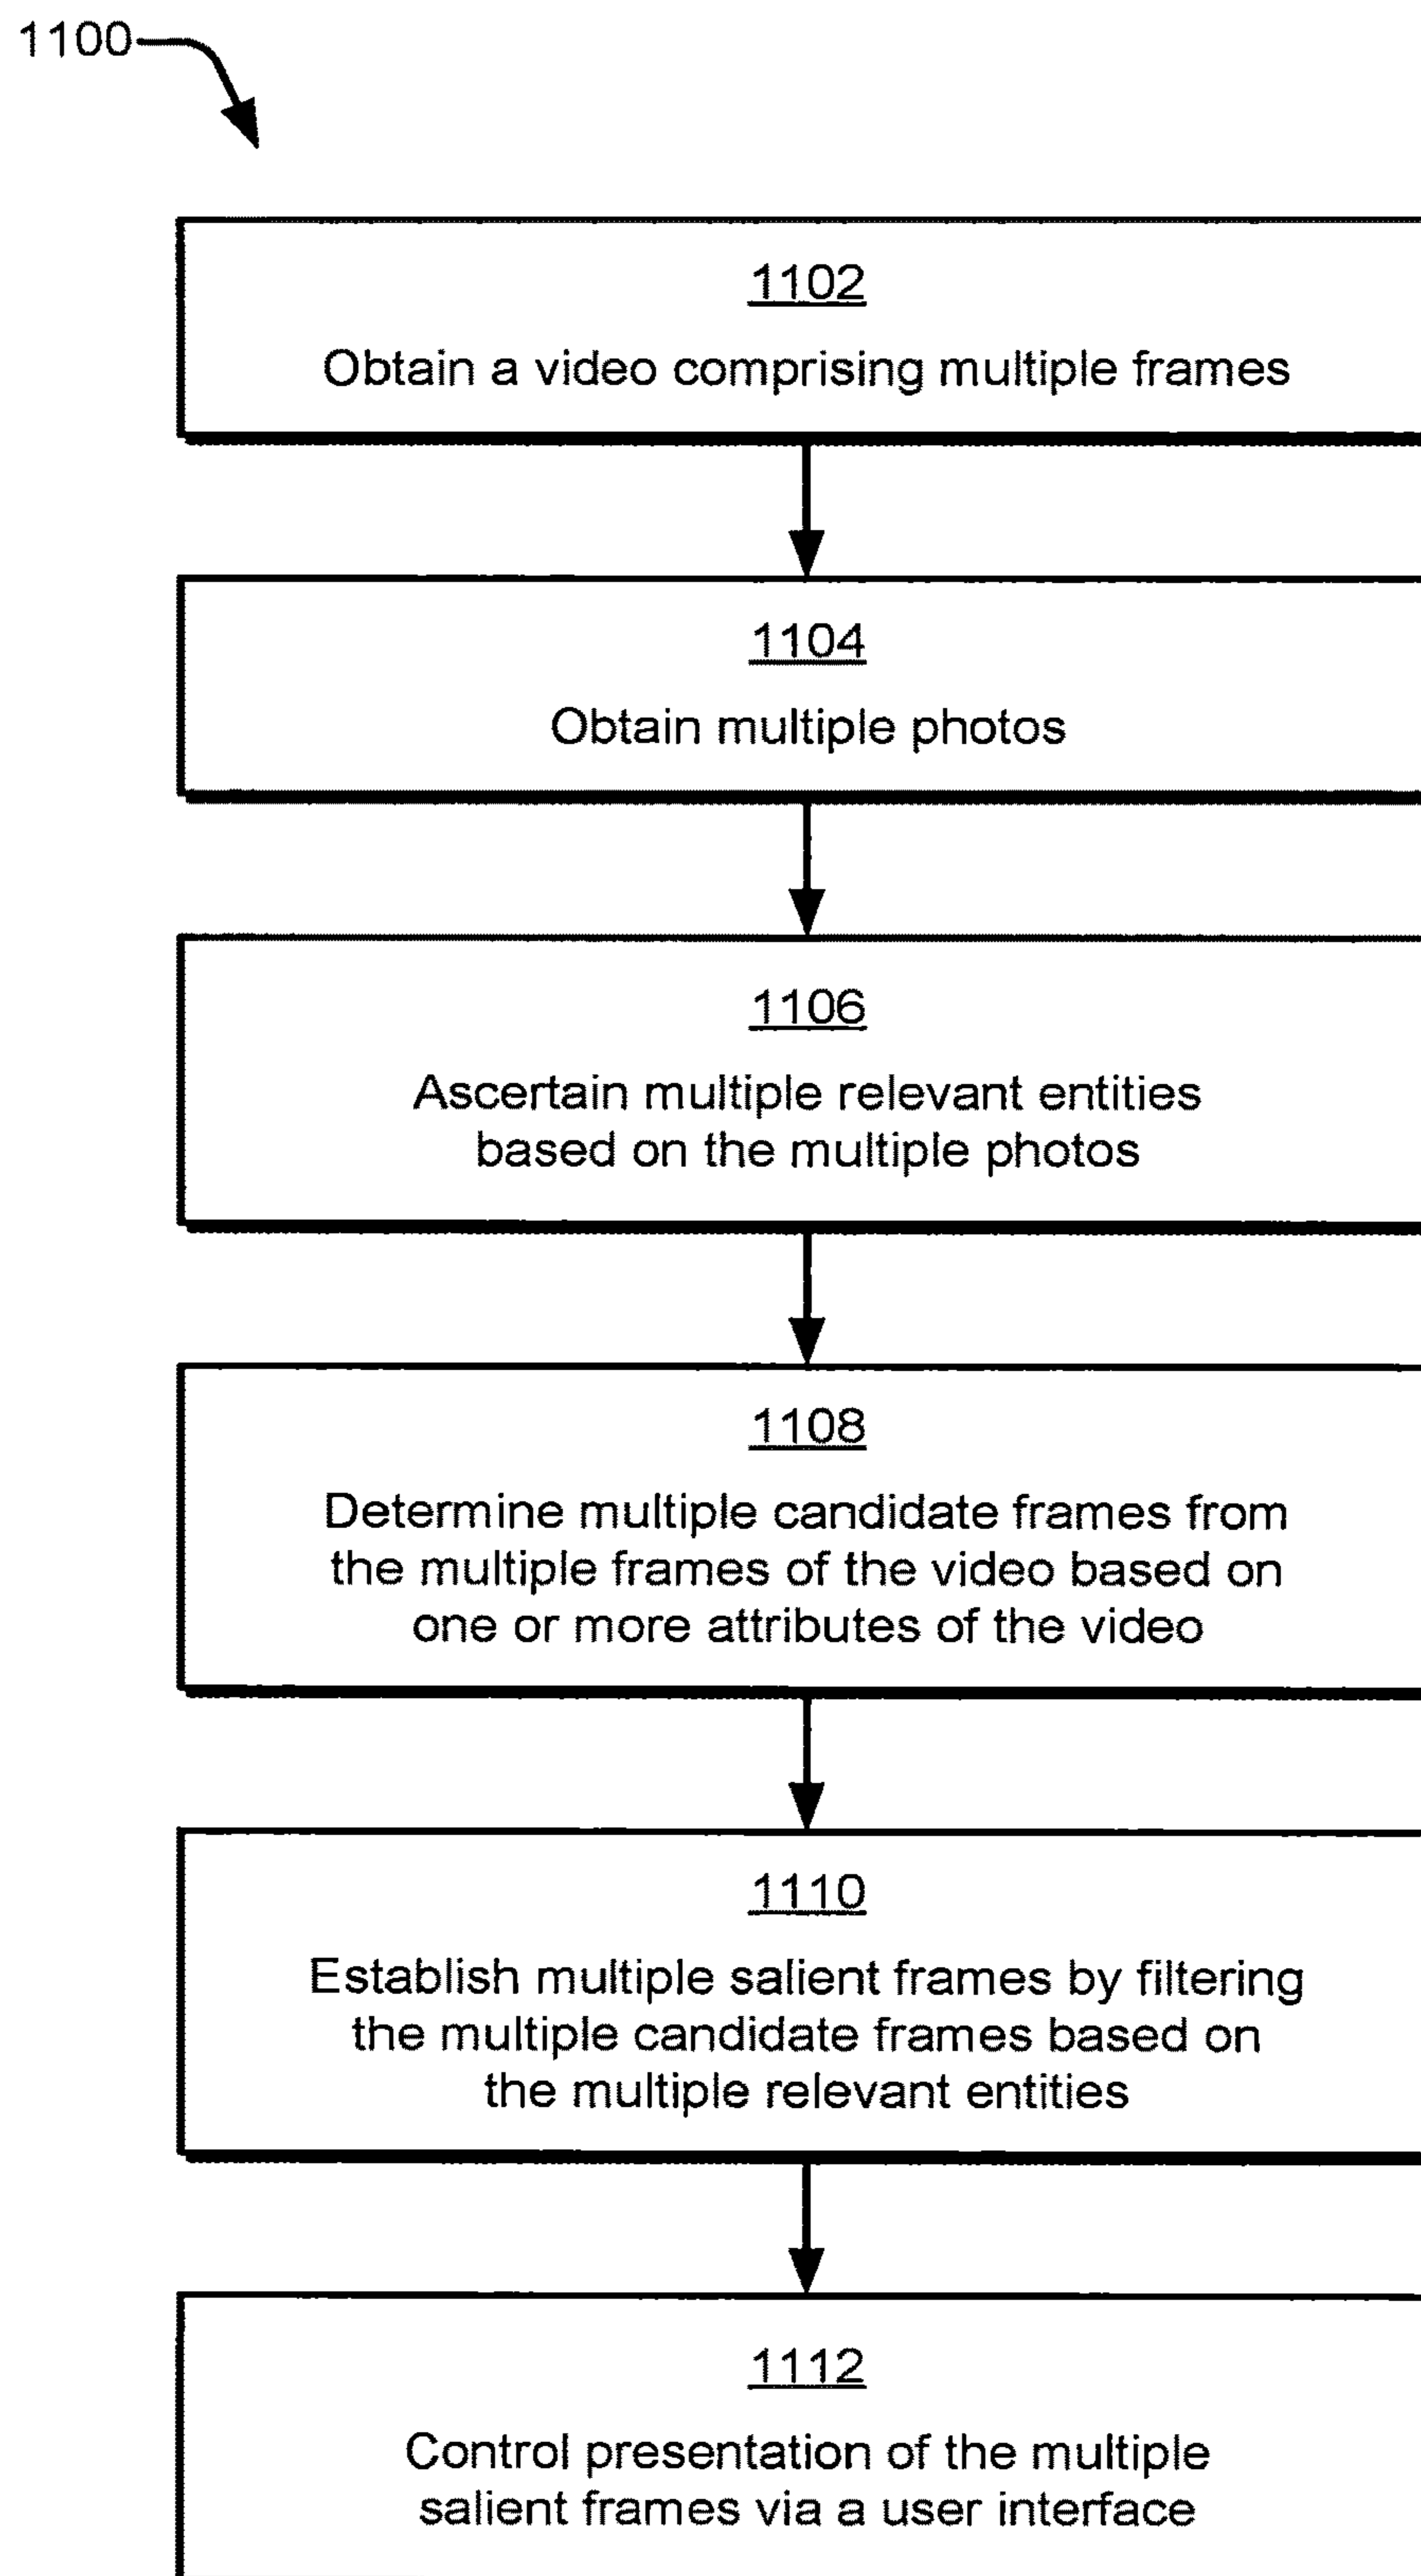 1100
1102
Obtain a video comprising multiple frames
1104
Obtain multiple photos
1106
Ascertain multiple relevant entities
based on the multiple photos
1108
Determine multiple candidate frames from
the multiple frames of the video based on
one or more attributes of the video
1110
Establish multiple salient frames by filtering
the multiple candidate frames based on
the multiple relevant entities
1112
Control presentation of the multiple
salient frames via a user interface